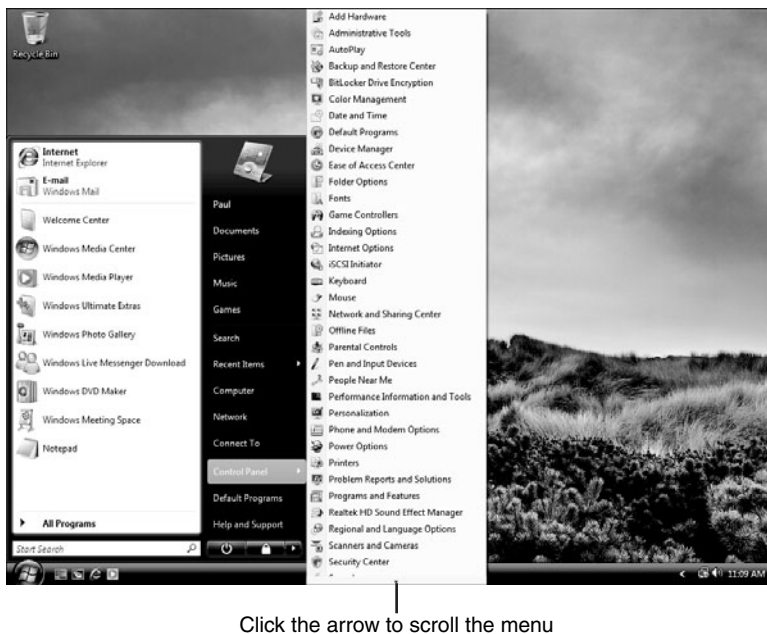 Recycle Bin
Internet
Internet Explorer
E-mail
Windows Mail
Welcome Center
Windows Media Center
Windows Media Player
Windows Ultimate Extras
Windows Photo Gallery
Windows Live Messenger Download
Windows DVD Maker
Windows Meeting Space
Notepad
All Programs
Start Search
Paul
Documents
Pictures
Music
Games
Search
Recent Items
Computer
Network
Connect To
Control Panel
Default Programs
Help and Support
Add Hardware
Administrative Tools
AutoPlay
Backup and Restore Center
BitLocker Drive Encryption
Color Management
Date and Time
Default Programs
Device Manager
Ease of Access Center
Folder Options
Fonts
Game Controllers
Indexing Options
Internet Options
iSCSI Initiator
Keyboard
Mouse
Network and Sharing Center
Offline Files
Parental Controls
Pen and Input Devices
People Near Me
Performance Information and Tools
Personalization
Phone and Modem Options
Power Options
Printers
Problem Reports and Solutions
Programs and Features
Realtek HD Sound Effect Manager
Regional and Language Options
Scanners and Cameras
Security Center
11:09 AM
Click the arrow to scroll the menu